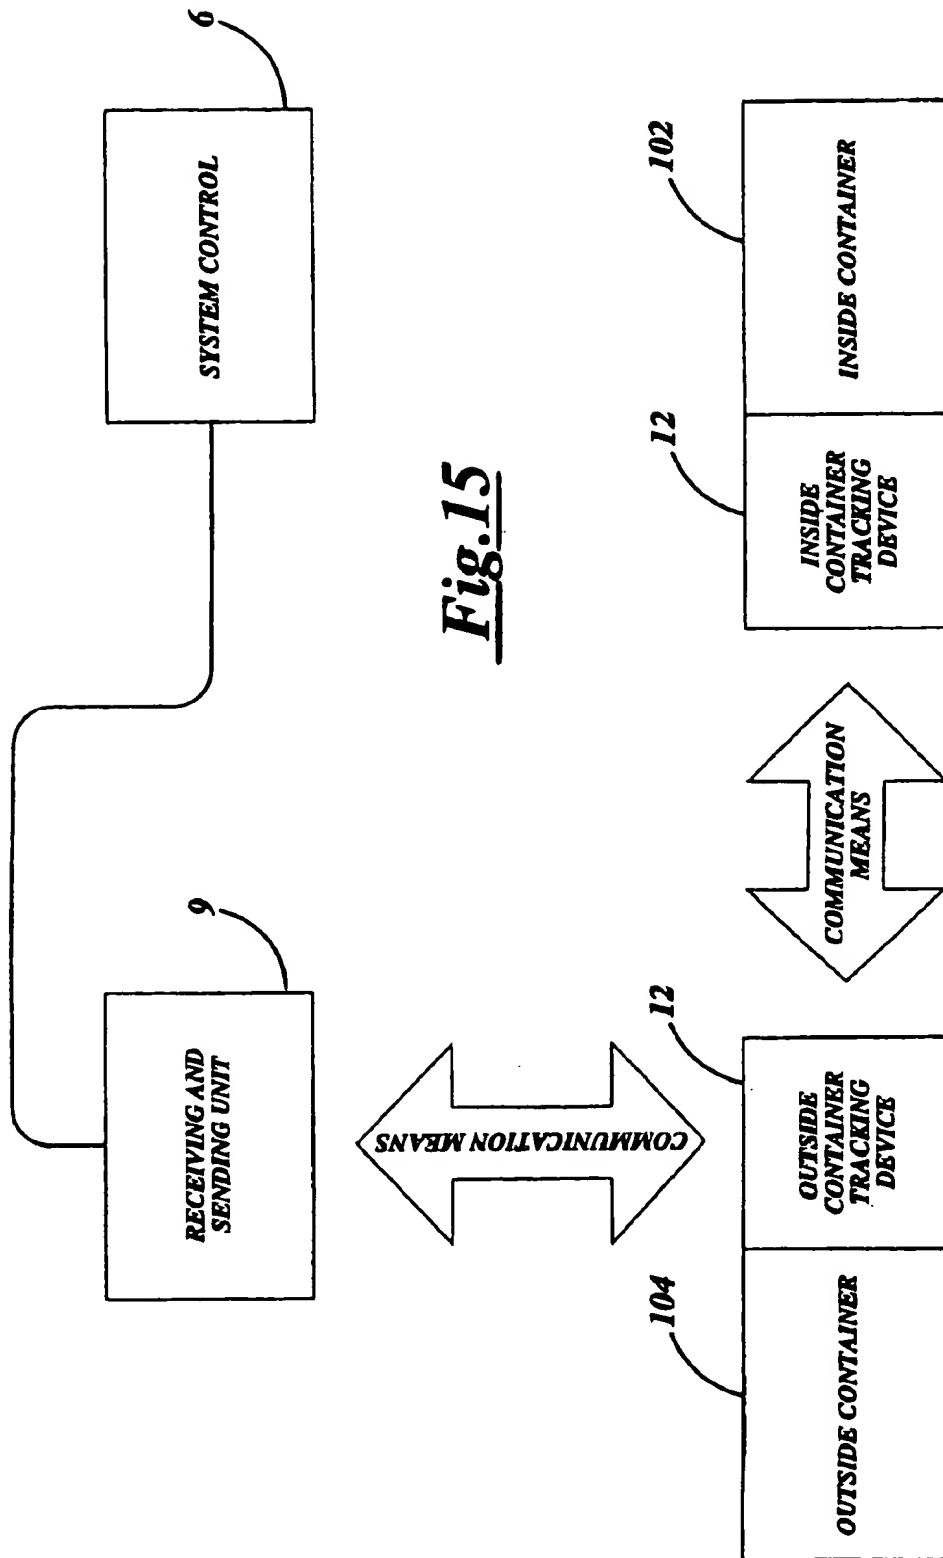 9
6
RECEIVING AND
SENDING UNIT
SYSTEM CONTROL
COMMUNICATION MEANS
Fig.15
104
12
12
102
OUTSIDE CONTAINER
OUTSIDE
CONTAINER
TRACKING
DEVICE
COMMUNICATION
MEANS
INSIDE
CONTAINER
TRACKING
DEVICE
INSIDE CONTAINER